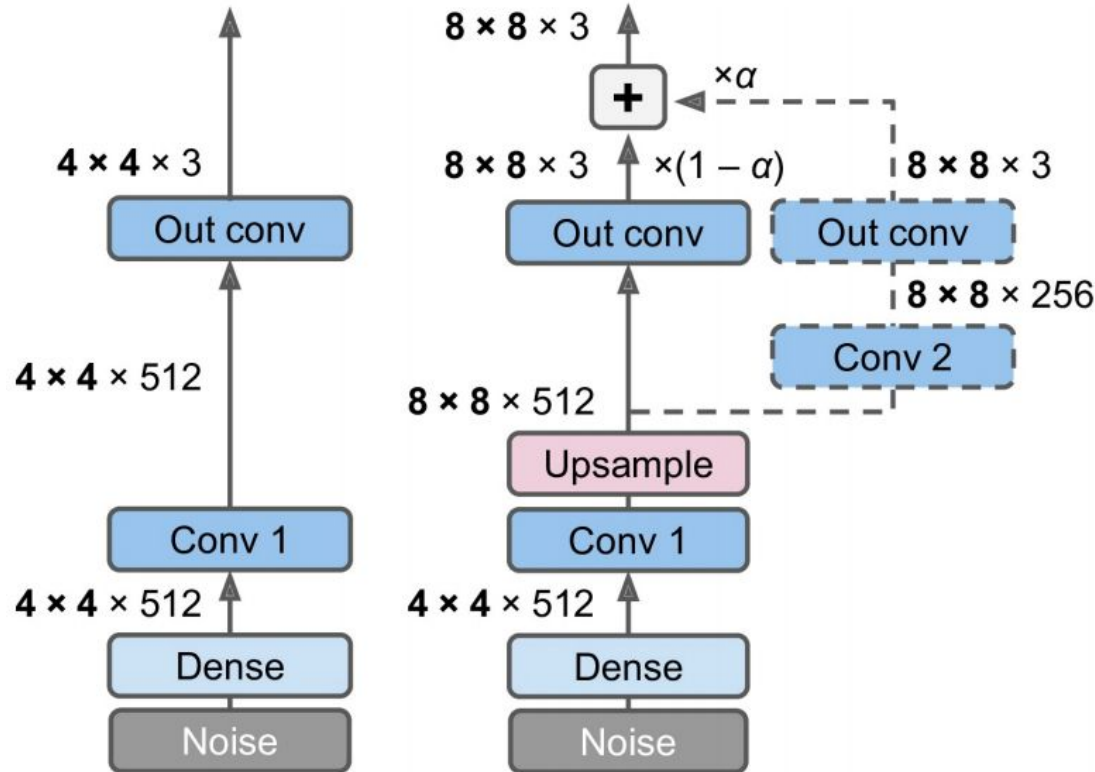 4 × 4 × 3
Out conv
4 × 4 × 512
Conv 1
4 × 4 × 512
Dense
Noise
8 × 8 × 3
+
×α
8 × 8 × 3
×(1 – α)
8 × 8 × 3
Out conv
Out conv
8 × 8 × 256
Conv 2
8 × 8 × 512
Upsample
Conv 1
4 × 4 × 512
Dense
Noise